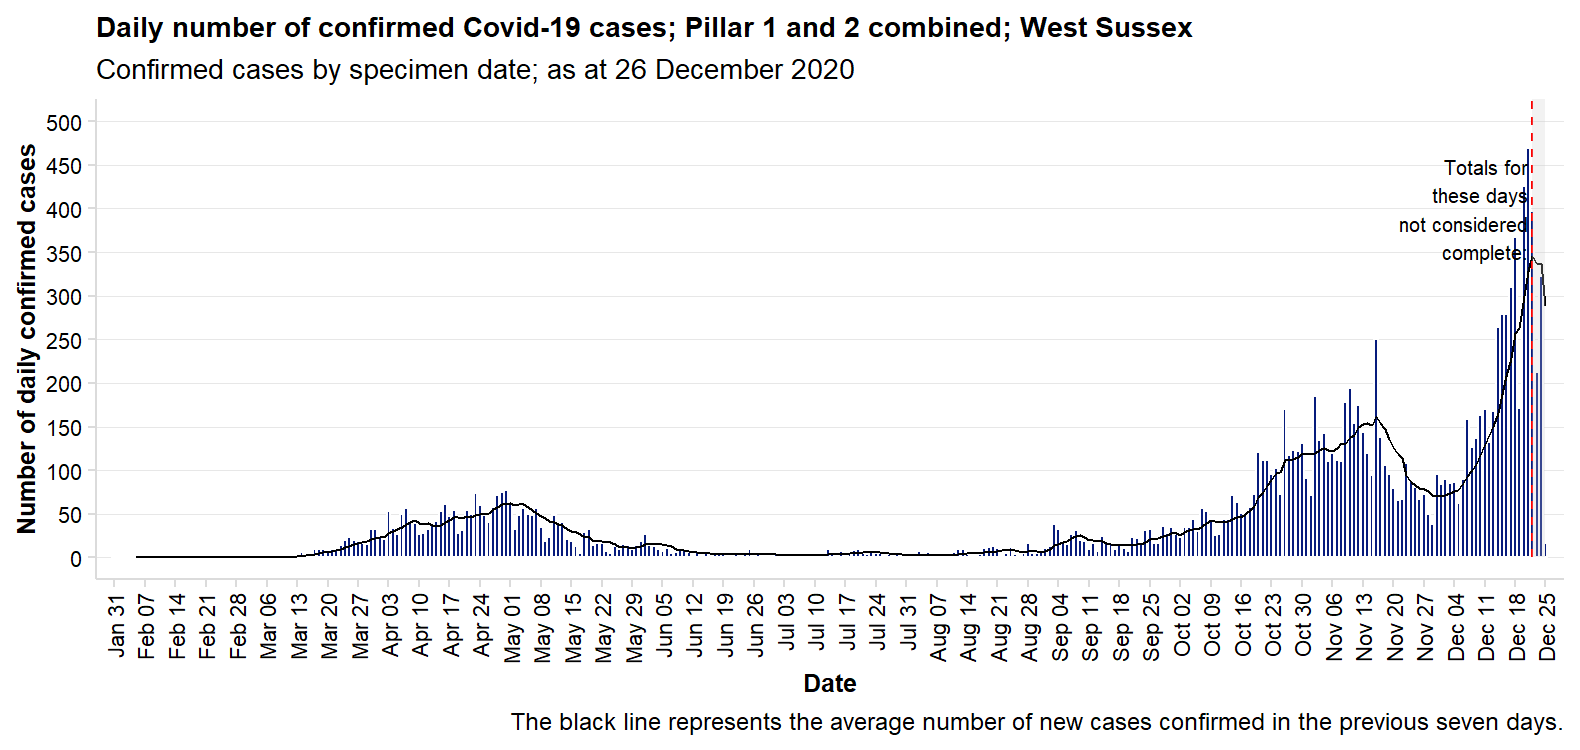 Daily number of confirmed Covid-19 cases; Pillar 1 and 2 combined; West Sussex
Confirmed cases by specimen date; as at 26 December 2020
Number of daily confirmed cases
500
450
400
350
300
250
200
150
100
50
0
Totals for
these days
not considered
complete.
Jan 31
Feb 07
Feb 14
Feb 21
Feb 28
Mar 06
Mar 13
Mar 20
Mar 27
Apr 03
Apr 10
Apr 17
Apr 24
May 01
May 08
May 15
May 22
May 29
Jun 05
Jun 12
Jun 19
Jun 26
Jul 03
Jul 10
Jul 17
Jul 24
Jul 31
Aug 07
Aug 14
Aug 21
Aug 28
Sep 04
Sep 11
Sep 18
Sep 25
Oct 02
Oct 09
Oct 16
Oct 23
Oct 30
Nov 06
Nov 13
Nov 20
Nov 27
Dec 04
Dec 11
Dec 18
Dec 25
Date
The black line represents the average number of new cases confirmed in the previous seven days.